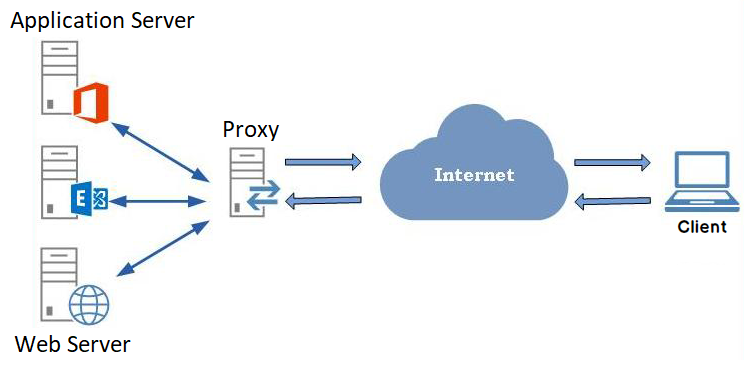 Application Server
Proxy
Internet
E
Client
Web Server